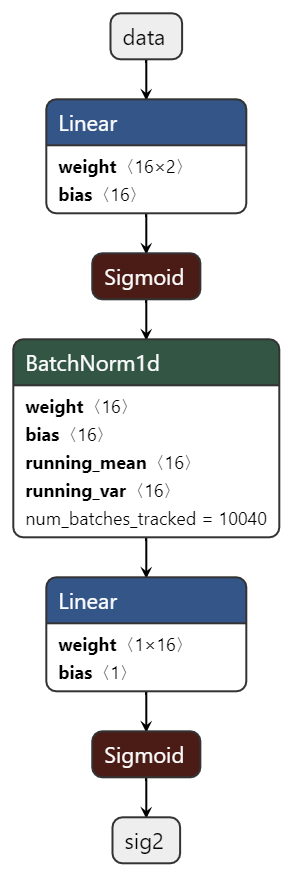 data
Linear
weight〈16×2〉
bias〈16〉
Sigmoid
BatchNorm1d
weight〈16〉
bias〈16〉
running_mean〈16〉
running_var〈16〉
num_batches_tracked = 10040
Linear
weight〈1×16〉
bias〈1〉
Sigmoid
sig2